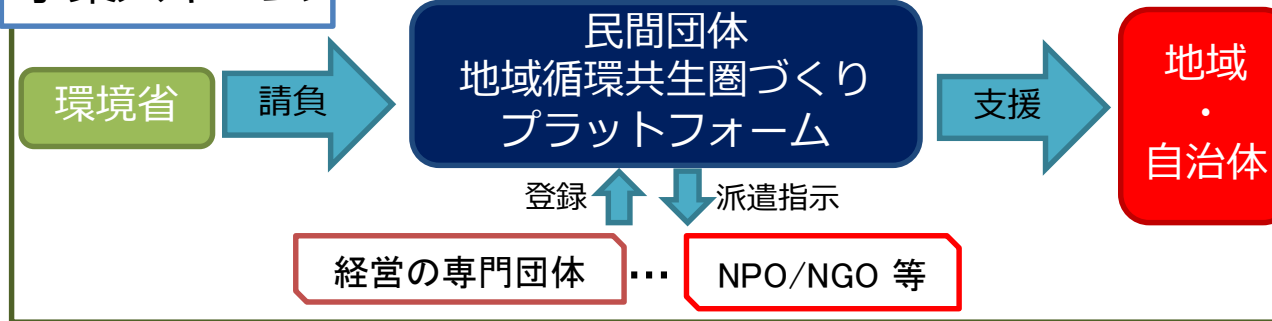 環境省
請負
民間団体
地域循環共生圏づくり
プラットフォーム
支援
地域
・
自治体
登録
派遣指示
経営の専門団体
…
NPO/NGO 等